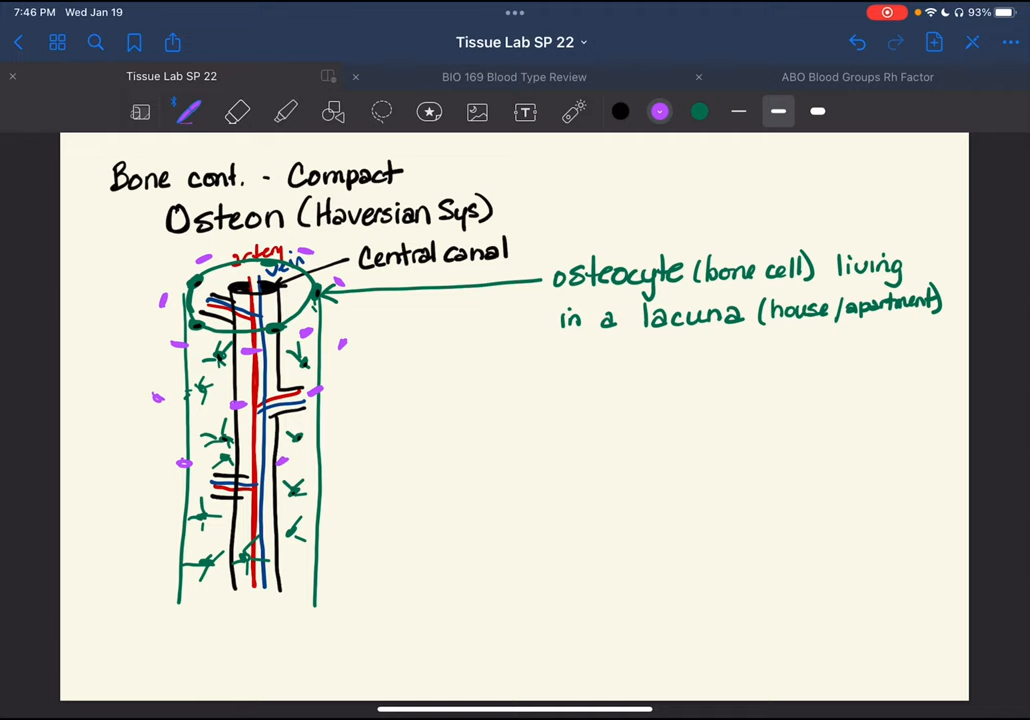 7:46 PM Wed Jan 19
93%
Tissue Lab SP 22
Tissue Lab SP 22
BIO 169 Blood Type Review
ABO Blood Groups Rh Factor
Bone cont. - Compact
Osteon (Haversian Sys)
artery
vein
Central canal
osteocyte (bone cell) living
in a lacuna (house/apartment)